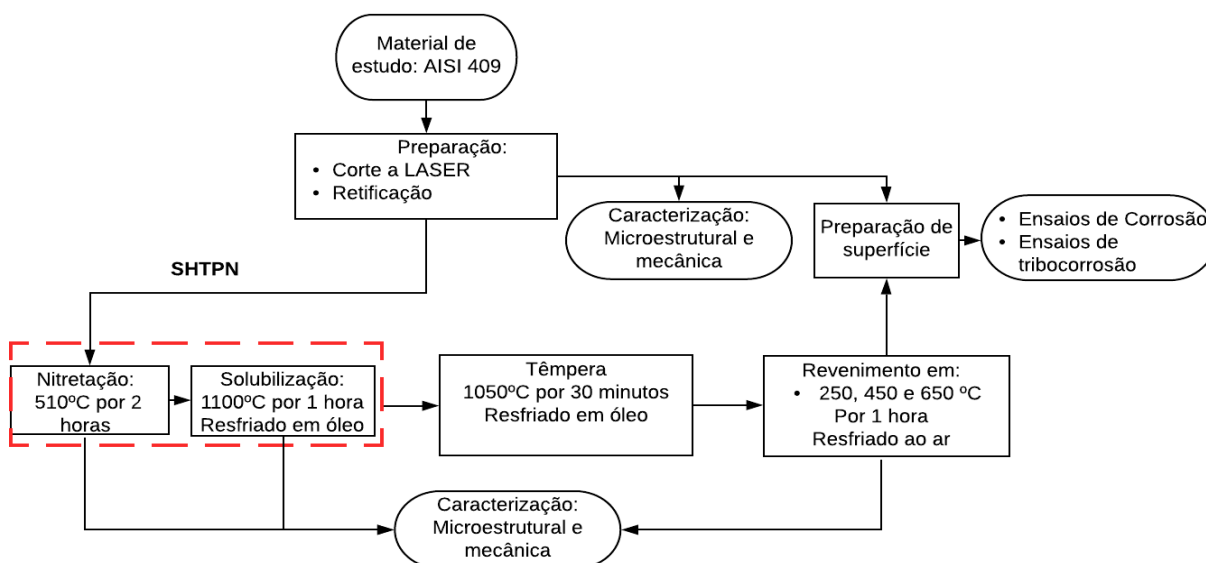 Material de
estudo: AISI 409
Preparação:
• Corte a LASER
• Retificação
Caracterização:
Microestrutural e
mecânica
Preparação de
superfície
• Ensaios de Corrosão
• Ensaios de
tribocorrosão
SHTPN
Nitretação:
510ºC por 2
horas
Solubilização:
1100ºC por 1 hora
Resfriado em óleo
Têmpera
1050ºC por 30 minutos
Resfriado em óleo
Revenimento em:
• 250, 450 e 650 ºC
Por 1 hora
Resfriado ao ar
Caracterização:
Microestrutural e
mecânica